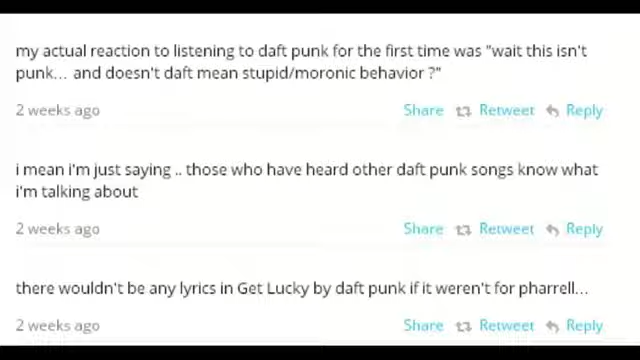 my actual reaction to listening to daft punk for the first time was "wait this isn't
punk... and doesn't daft mean stupid/moronic behavior ?"
2 weeks ago Share Retweet Reply
i mean i'm just saying .. those who have heard other daft punk songs know what
i'm talking about
2 weeks ago Share Retweet Reply
there wouldn't be any lyrics in Get Lucky by daft punk if it weren't for pharrell...
2 weeks ago Share Retweet Reply